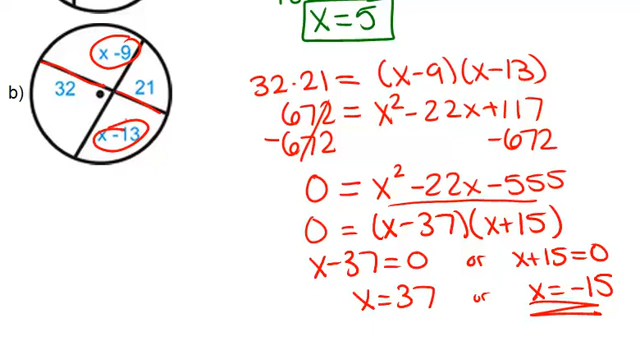 x = 5
b)
x - 9
32
21
x - 13
32·21 = (x-9)(x-13)
672 = x² - 22x + 117
-672 -672
0 = x² - 22x - 555
0 = (x-37)(x+15)
x-37=0 or x+15=0
x=37 or x=-15